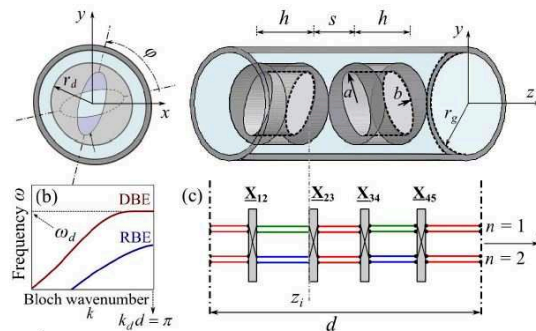 y
φ
r_d
x
h s h
a
b
r_g
y
z
(b)
DBE
RBE
ω_d
Frequency ω
Bloch wavenumber
k
k_d d = π
(c)
X_12 X_23 X_34 X_45
n = 1
n = 2
z_i
d